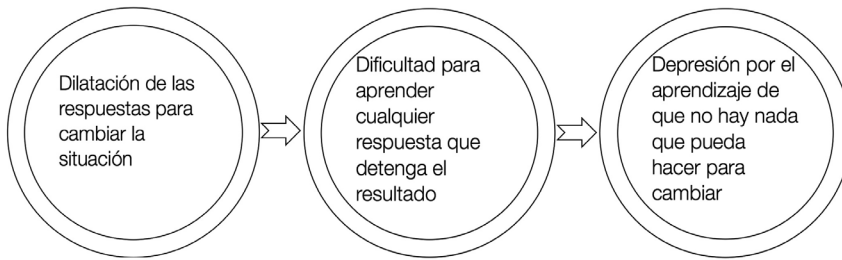 Dilatación de las
respuestas para
cambiar la
situación
Dificultad para
aprender
cualquier
respuesta que
detenga el
resultado
Depresión por el
aprendizaje de
que no hay nada
que pueda
hacer para
cambiar